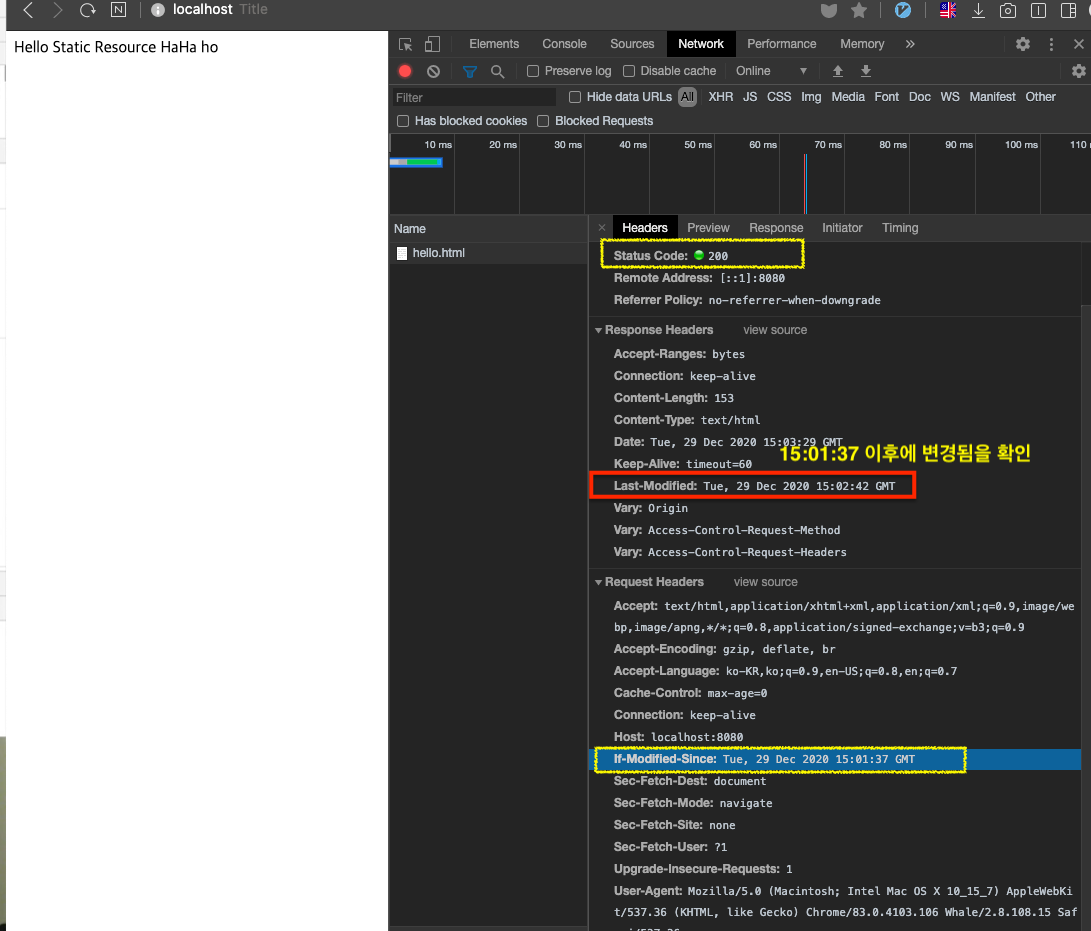 localhost Title
Hello Static Resource HaHa ho
Elements Console Sources Network Performance Memory »
Preserve log Disable cache Online
Filter Hide data URLs All XHR JS CSS Img Media Font Doc WS Manifest Other
Has blocked cookies Blocked Requests
10 ms 20 ms 30 ms 40 ms 50 ms 60 ms 70 ms 80 ms 90 ms 100 ms 110
Name
× Headers Preview Response Initiator Timing
hello.html
Status Code: 200
Remote Address: [::1]:8080
Referrer Policy: no-referrer-when-downgrade
Response Headers view source
Accept-Ranges: bytes
Connection: keep-alive
Content-Length: 153
Content-Type: text/html
Date: Tue, 29 Dec 2020 15:03:29 GMT
15:01:37 이후에 변경됨을 확인
Keep-Alive: timeout=60
Last-Modified: Tue, 29 Dec 2020 15:02:42 GMT
Vary: Origin
Vary: Access-Control-Request-Method
Vary: Access-Control-Request-Headers
Request Headers view source
Accept: text/html,application/xhtml+xml,application/xml;q=0.9,image/we
bp,image/apng,*/*;q=0.8,application/signed-exchange;v=b3;q=0.9
Accept-Encoding: gzip, deflate, br
Accept-Language: ko-KR,ko;q=0.9,en-US;q=0.8,en;q=0.7
Cache-Control: max-age=0
Connection: keep-alive
Host: localhost:8080
If-Modified-Since: Tue, 29 Dec 2020 15:01:37 GMT
Sec-Fetch-Dest: document
Sec-Fetch-Mode: navigate
Sec-Fetch-Site: none
Sec-Fetch-User: ?1
Upgrade-Insecure-Requests: 1
User-Agent: Mozilla/5.0 (Macintosh; Intel Mac OS X 10_15_7) AppleWebKi
t/537.36 (KHTML, like Gecko) Chrome/83.0.4103.106 Whale/2.8.108.15 Saf